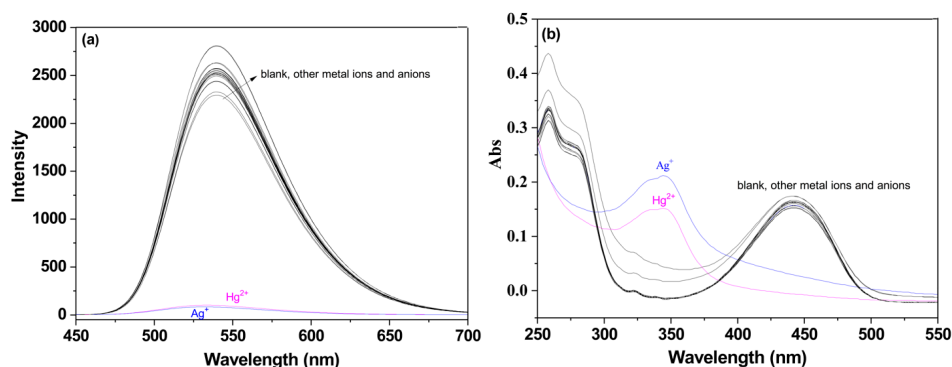 (a)
3000
2500
2000
1500
1000
500
0
Intensity
blank, other metal ions and anions
Hg2+
Ag+
450 500 550 600 650 700
Wavelength (nm)
(b)
0.5
0.4
0.3
0.2
0.1
0.0
Abs
Ag+
Hg2+
blank, other metal ions and anions
250 300 350 400 450 500 550
Wavelength (nm)